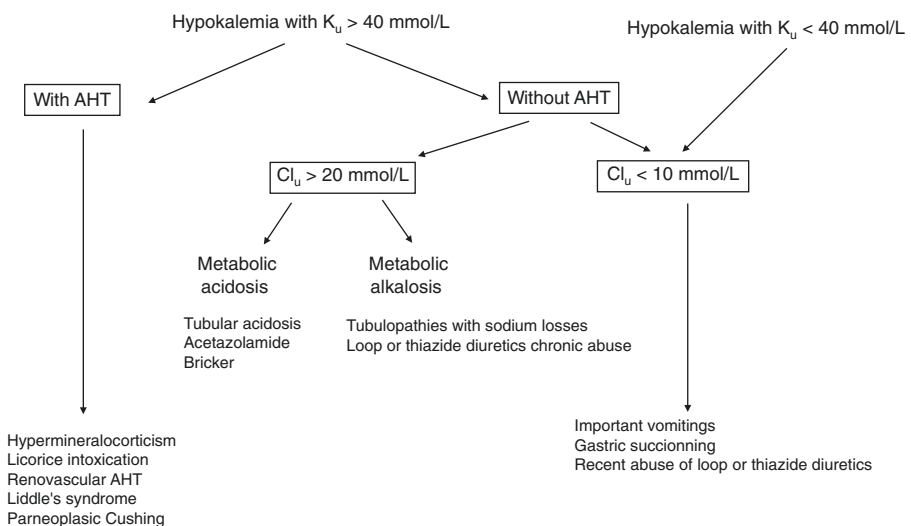 Hypokalemia with Ku > 40 mmol/L
Hypokalemia with Ku < 40 mmol/L
With AHT
Without AHT
Clu > 20 mmol/L
Clu < 10 mmol/L
Metabolic
acidosis
Metabolic
alkalosis
Tubular acidosis
Acetazolamide
Bricker
Tubulopathies with sodium losses
Loop or thiazide diuretics chronic abuse
Hypermineralocorticism
Licorice intoxication
Renovascular AHT
Liddle's syndrome
Parneoplasic Cushing
Important vomitings
Gastric succionning
Recent abuse of loop or thiazide diuretics